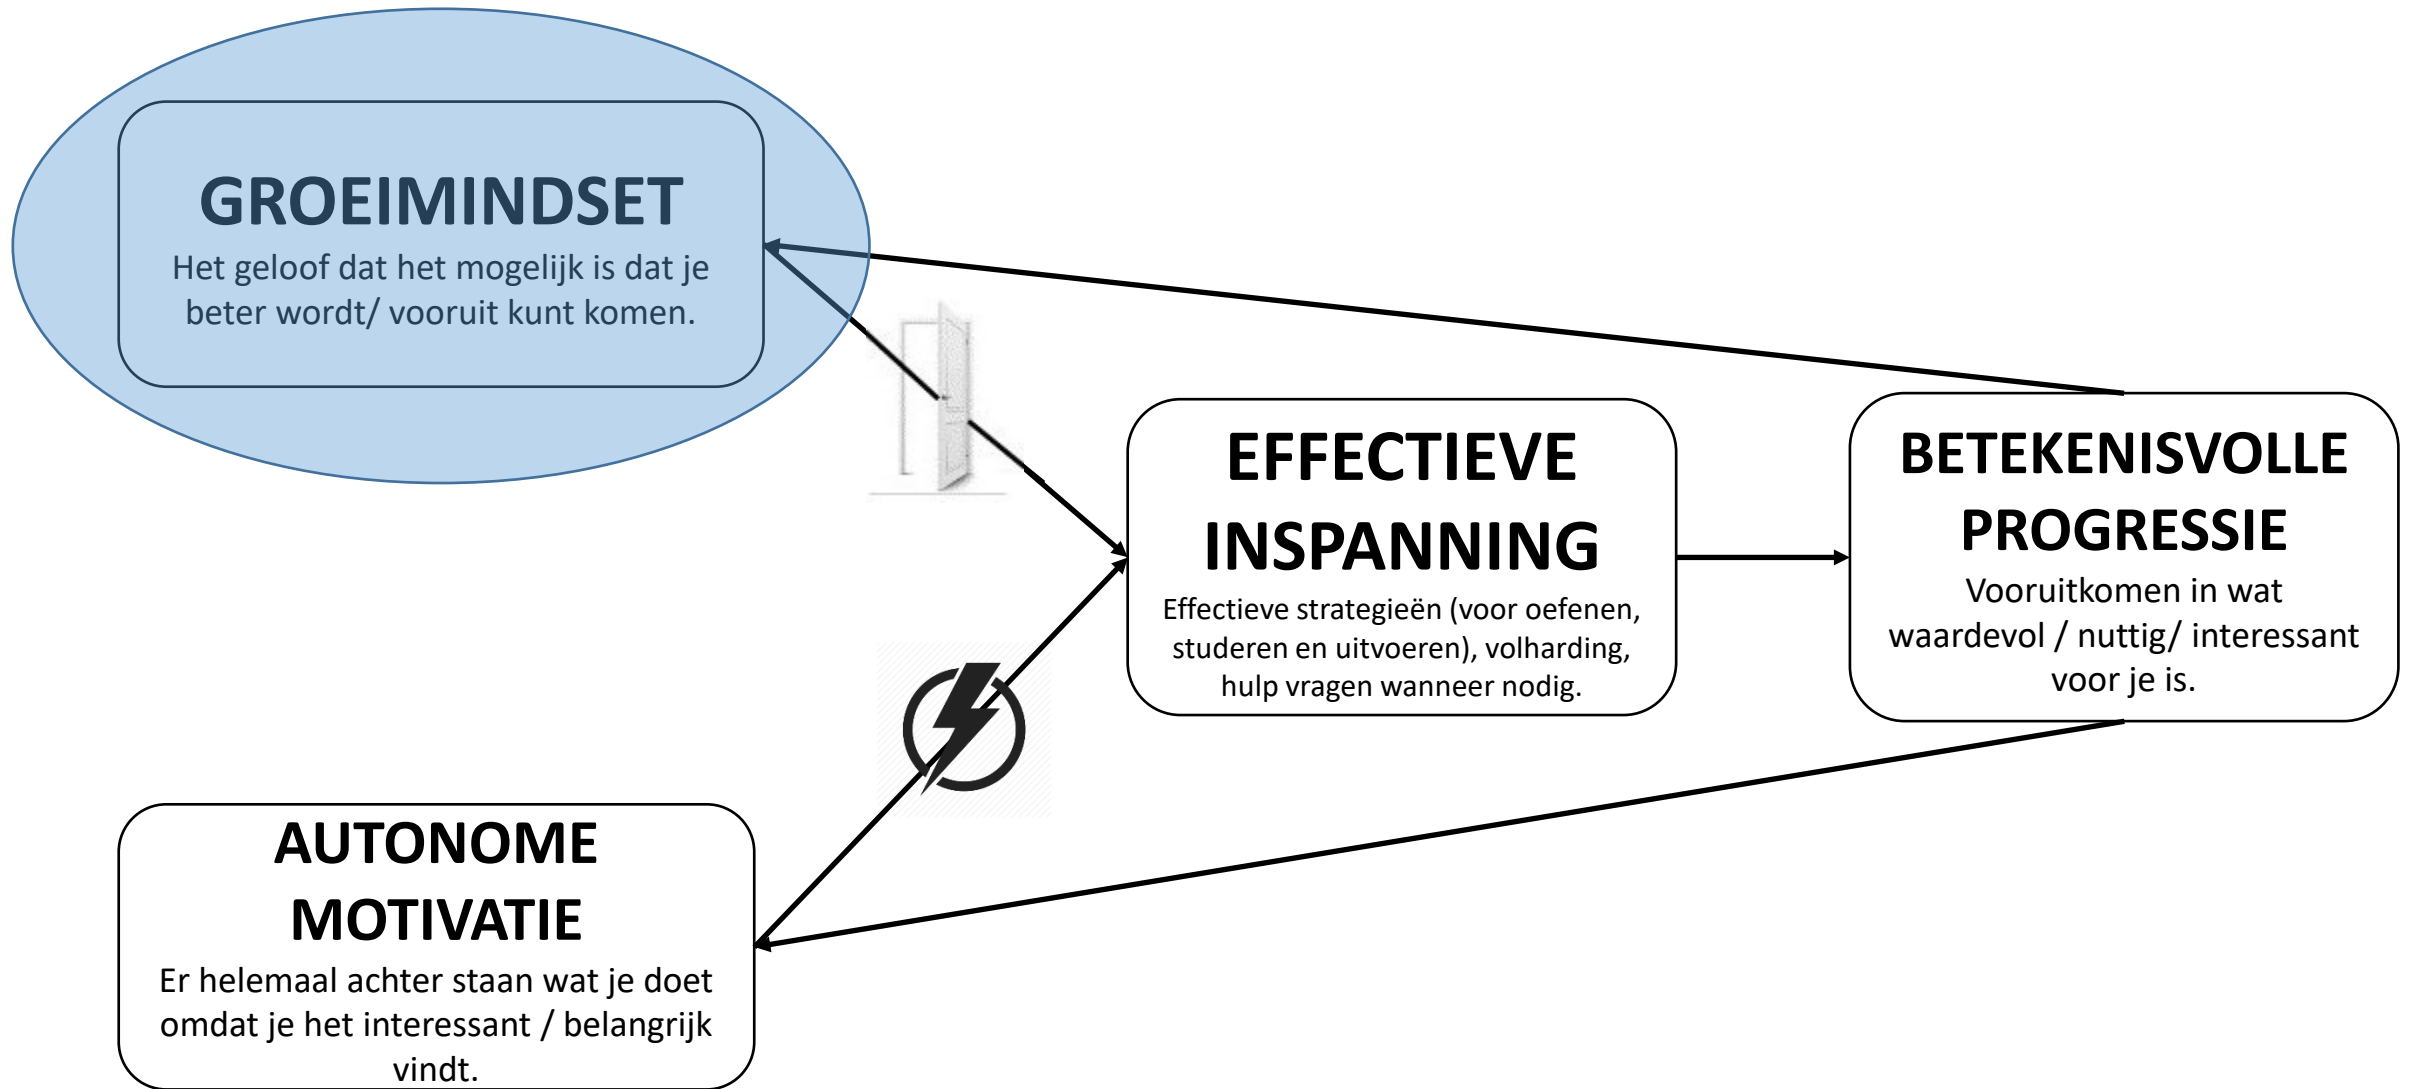 GROEIMINDSET
Het geloof dat het mogelijk is dat je
beter wordt/ vooruit kunt komen.
EFFECTIEVE
INSPANNING
Effectieve strategieën (voor oefenen,
studeren en uitvoeren), volharding,
hulp vragen wanneer nodig.
BETEKENISVOLLE
PROGRESSIE
Vooruitkomen in wat
waardevol / nuttig/ interessant
voor je is.
AUTONOME
MOTIVATIE
Er helemaal achter staan wat je doet
omdat je het interessant / belangrijk
vindt.